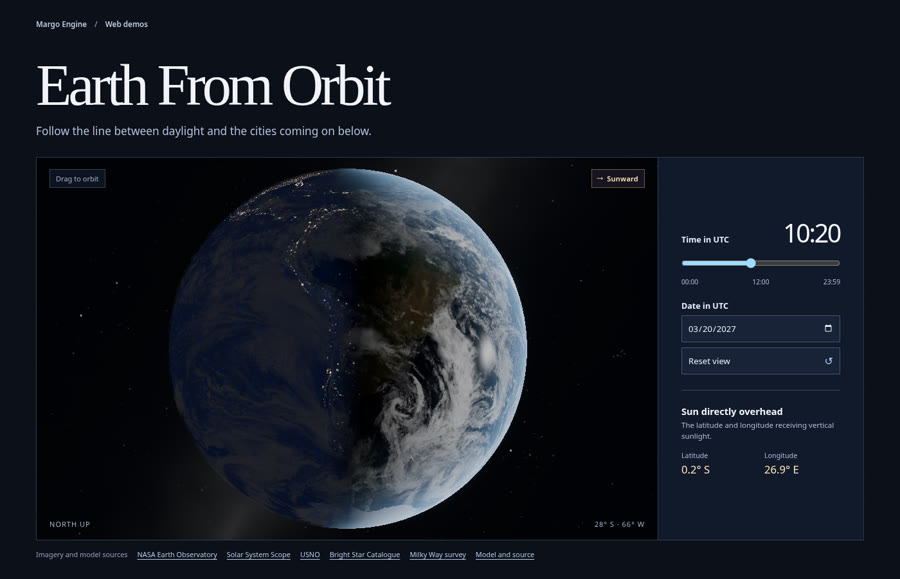 Margo Engine / Web demos
Earth From Orbit
Follow the line between daylight and the cities coming on below.
Drag to orbit
→ Sunward
NORTH UP
28° S · 66° W
Time in UTC 10:20
00:00 12:00 23:59
Date in UTC
03/20/2027
Reset view ↺
Sun directly overhead
The latitude and longitude receiving vertical
sunlight.
Latitude Longitude
0.2° S 26.9° E
Imagery and model sources NASA Earth Observatory Solar System Scope USNO Bright Star Catalogue Milky Way survey Model and source